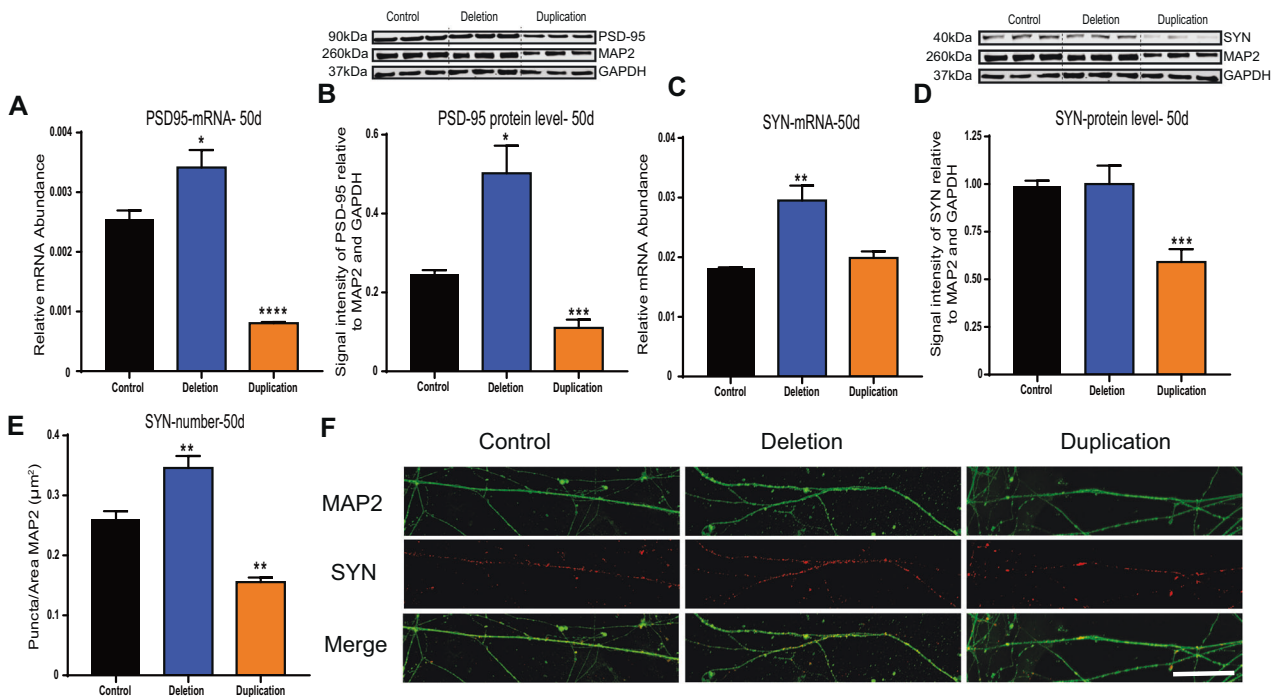 Control Deletion Duplication
90kDa PSD-95
260kDa MAP2
37kDa GAPDH
Control Deletion Duplication
40kDa SYN
260kDa MAP2
37kDa GAPDH
A
PSD95-mRNA- 50d
Relative mRNA Abundance
0.004
0.003
0.002
0.001
0
*
****
Control Deletion Duplication
B
PSD-95 protein level- 50d
Signal intensity of PSD-95 relative
to MAP2 and GAPDH
0.6
0.4
0.2
0
*
***
Control Deletion Duplication
C
SYN-mRNA-50d
Relative mRNA Abundance
0.04
0.03
0.02
0.01
0
**
Control Deletion Duplication
D
SYN-protein level- 50d
Signal intensity of SYN relative
to MAP2 and GAPDH
1.25
1.00
0.75
0.50
0.25
0
***
Control Deletion Duplication
E
SYN-number-50d
Puncta/Area MAP2 (µm²)
0.4
0.3
0.2
0.1
0
**
**
Control Deletion Duplication
F
Control Deletion Duplication
MAP2
SYN
Merge